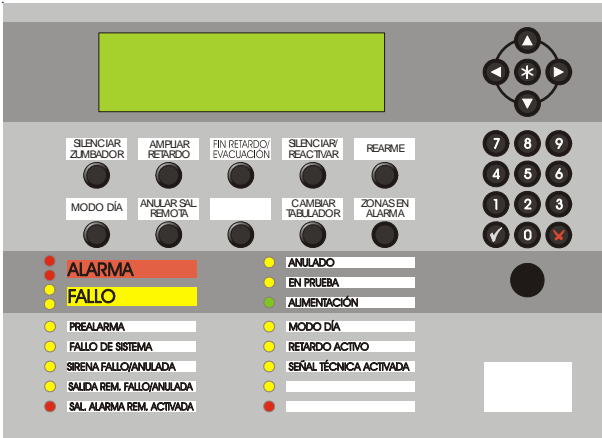 SILENCIAR ZUMBADOR
AMPLIAR RETARDO
FIN RETARDO/ EVACUACIÓN
SILENCIAR/ REACTIVAR
REARME
MODO DÍA
ANULAR SAL REMOTA
CAMBIAR TABULADOR
ZONAS EN ALARMA
7 8 9
4 5 6
1 2 3
0
ALARMA
FALLO
PREALARMA
FALLO DE SISTEMA
SIRENA FALLO/ANULADA
SALIDA REM. FALLO/ANULADA
SAL. ALARMA REM. ACTIVADA
ANULADO
EN PRUEBA
ALIMENTACIÓN
MODO DÍA
RETARDO ACTIVO
SEÑAL TÉCNICA ACTIVADA